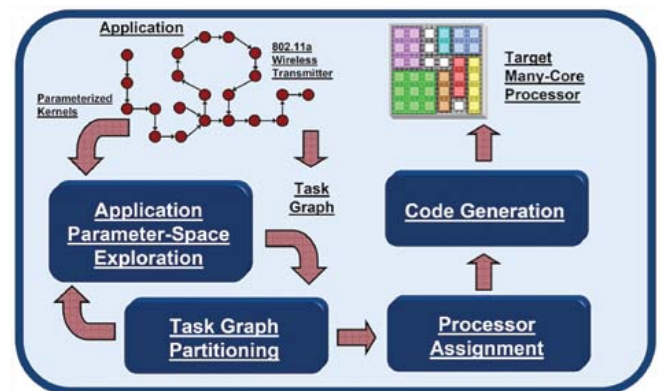 Application
802.11a
Wireless
Transmitter
Parameterized
Kernels
Target
Many-Core
Processor
Task
Graph
Application
Parameter-Space
Exploration
Code Generation
Task Graph
Partitioning
Processor
Assignment